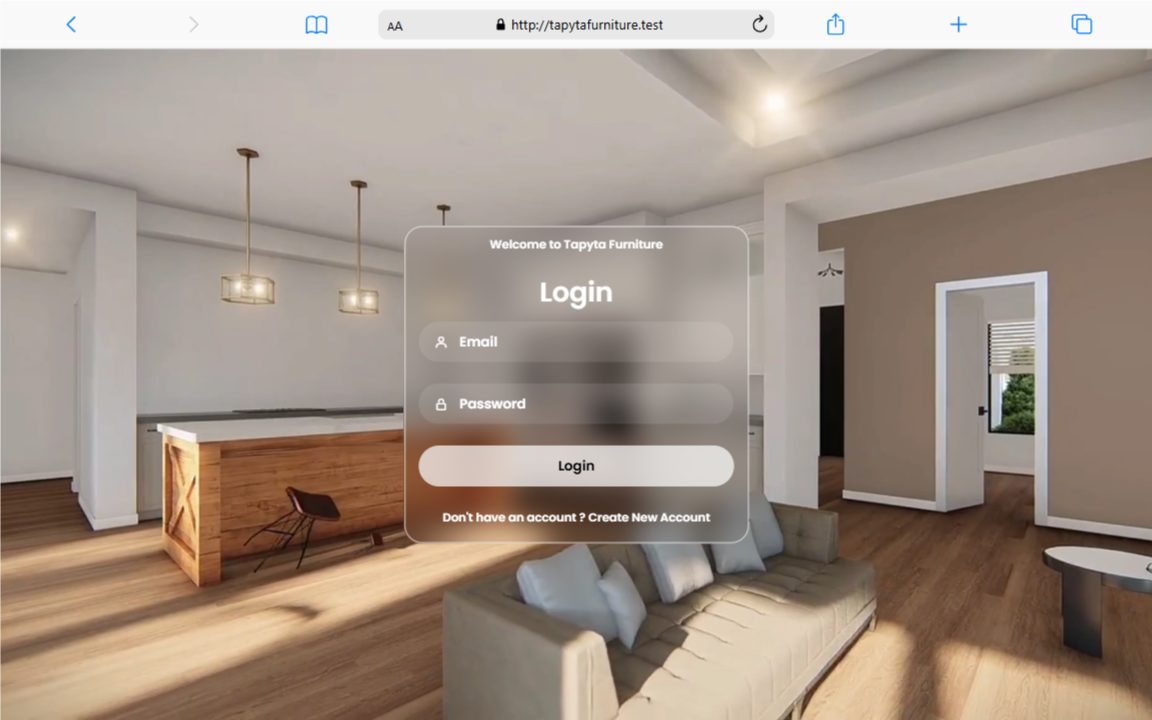 AA
http://tapytafurniture.test
Welcome to Tapyta Furniture
Login
Email
Password
Login
Don't have an account ? Create New Account